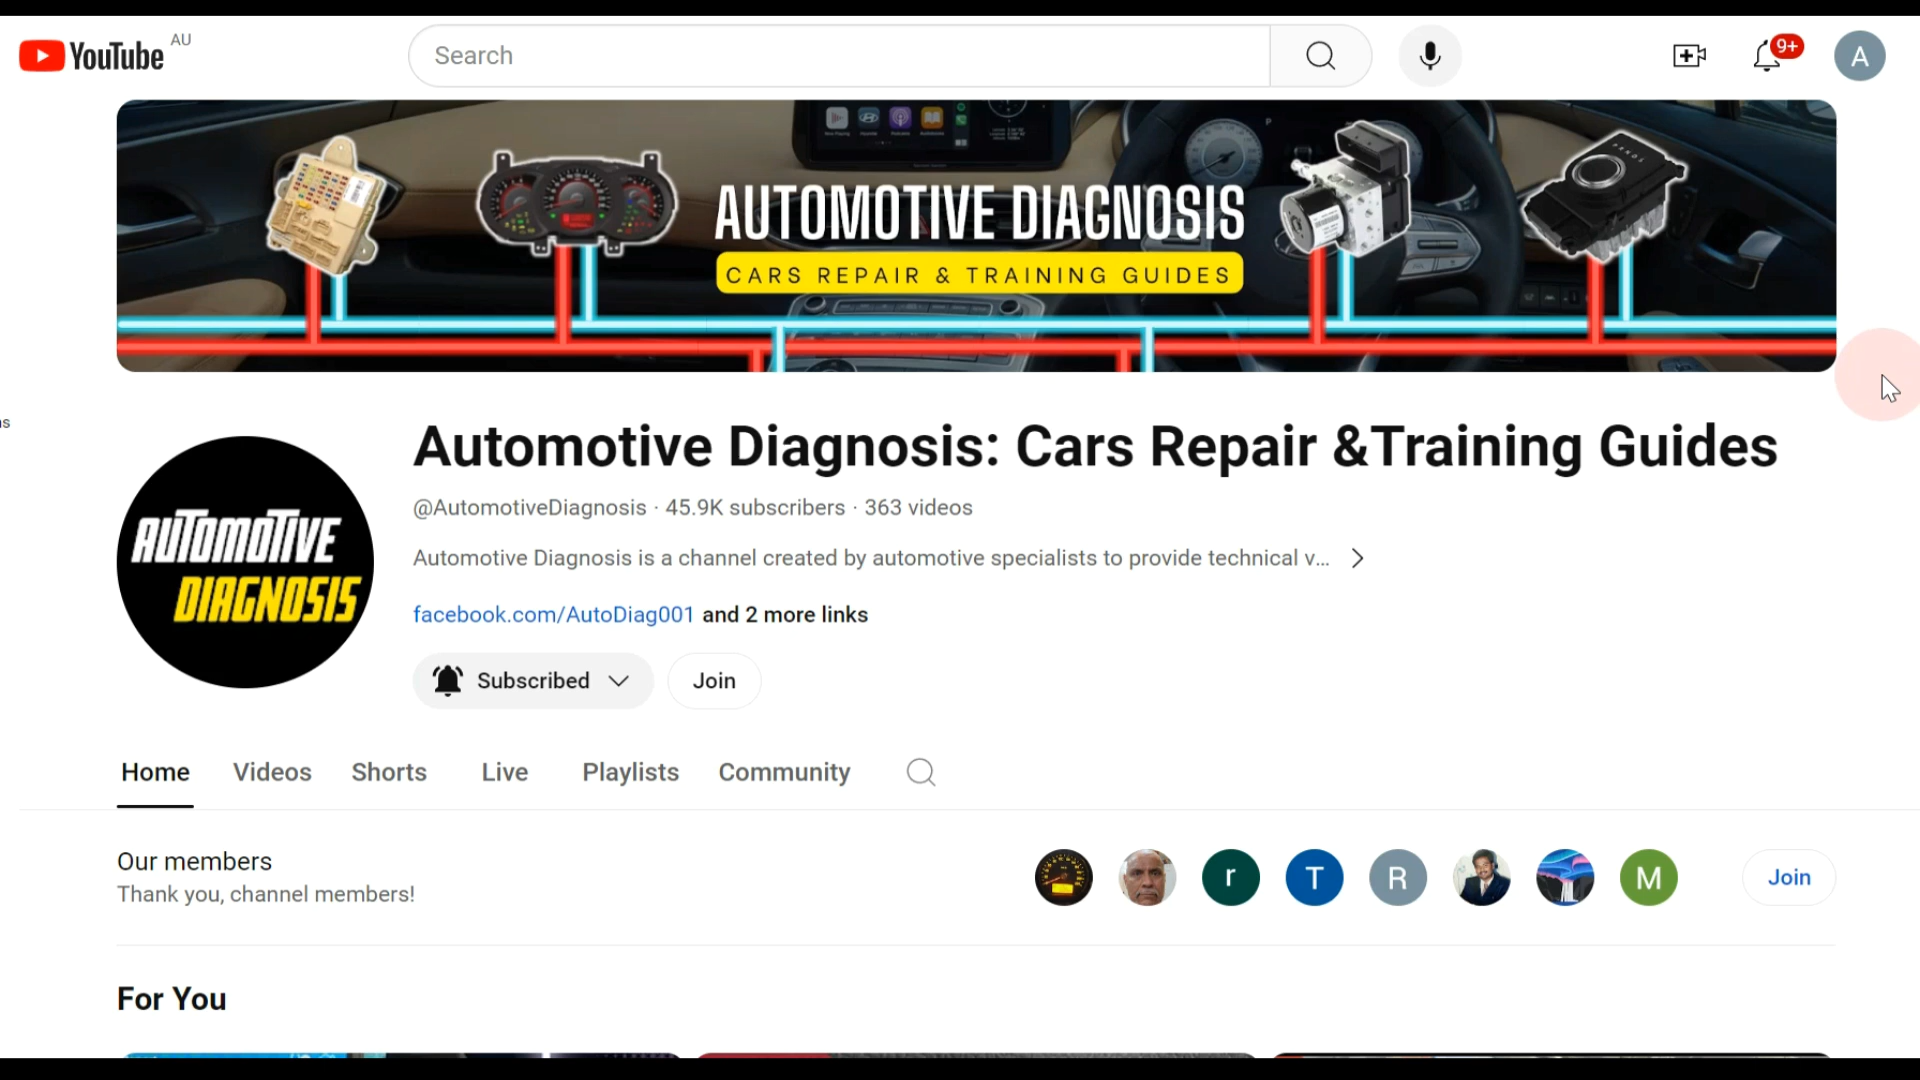 YouTube AU
Search
9+
A
AUTOMOTIVE DIAGNOSIS
CARS REPAIR & TRAINING GUIDES
ns
AUTOMOTIVE
DIAGNOSIS
Automotive Diagnosis: Cars Repair &Training Guides
@AutomotiveDiagnosis · 45.9K subscribers · 363 videos
Automotive Diagnosis is a channel created by automotive specialists to provide technical v...
facebook.com/AutoDiag001 and 2 more links
Subscribed
Join
Home Videos Shorts Live Playlists Community
Our members
Thank you, channel members!
r T R M
Join
For You